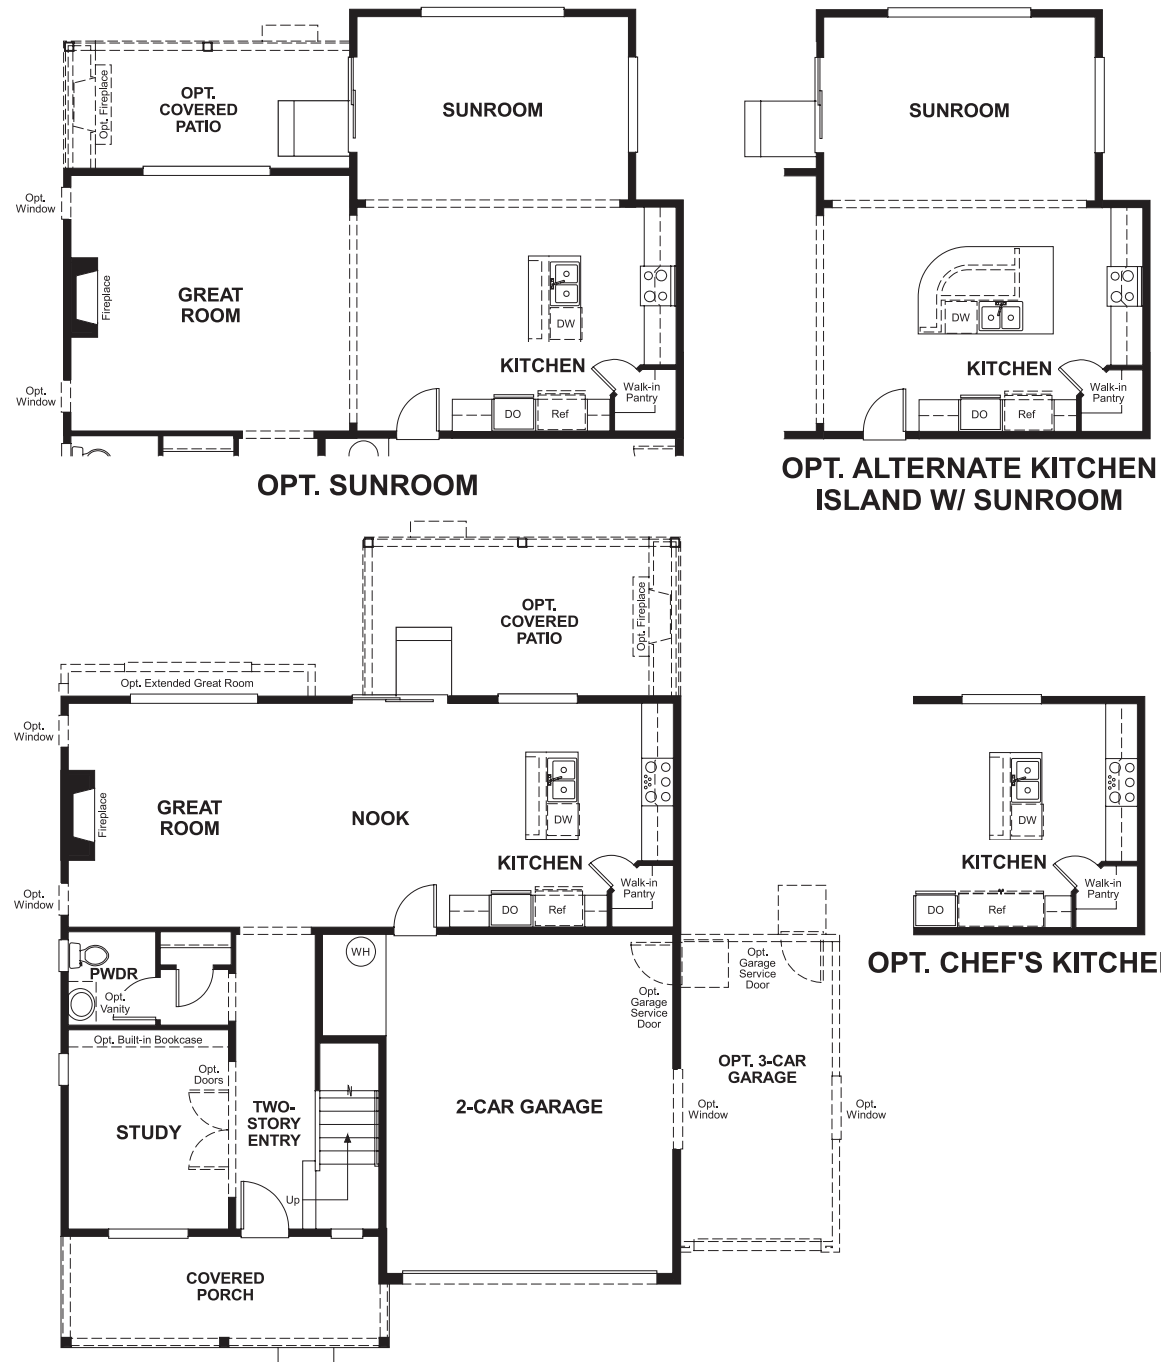 OPT.
COVERED
PATIO
Opt. Fireplace
SUNROOM
Opt.
Window
GREAT
ROOM
Fireplace
Opt.
Window
DW
KITCHEN
Walk-in
Pantry
DO
Ref
OPT. SUNROOM
SUNROOM
DW
KITCHEN
Walk-in
Pantry
DO
Ref
OPT. ALTERNATE KITCHEN
ISLAND W/ SUNROOM
OPT.
COVERED
PATIO
Opt. Fireplace
Opt. Extended Great Room
Opt.
Window
GREAT
ROOM
Fireplace
NOOK
Opt.
Window
DW
KITCHEN
Walk-in
Pantry
DO
Ref
DW
KITCHEN
Walk-in
Pantry
DO
Ref
OPT. CHEF'S KITCHE
PWDR
Opt.
Vanity
WH
Opt.
Garage
Service
Door
Opt.
Garage
Service
Door
Opt. Built-in Bookcase
Opt.
Doors
STUDY
TWO-
STORY
ENTRY
Up
2-CAR GARAGE
OPT. 3-CAR
GARAGE
Opt.
Window
Opt.
Window
COVERED
PORCH